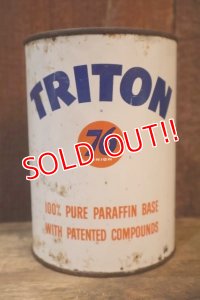 TRITON
76
UNION
SOLD OUT!!
100% PURE PARAFFIN BASE
WITH PATENTED COMPOUNDS